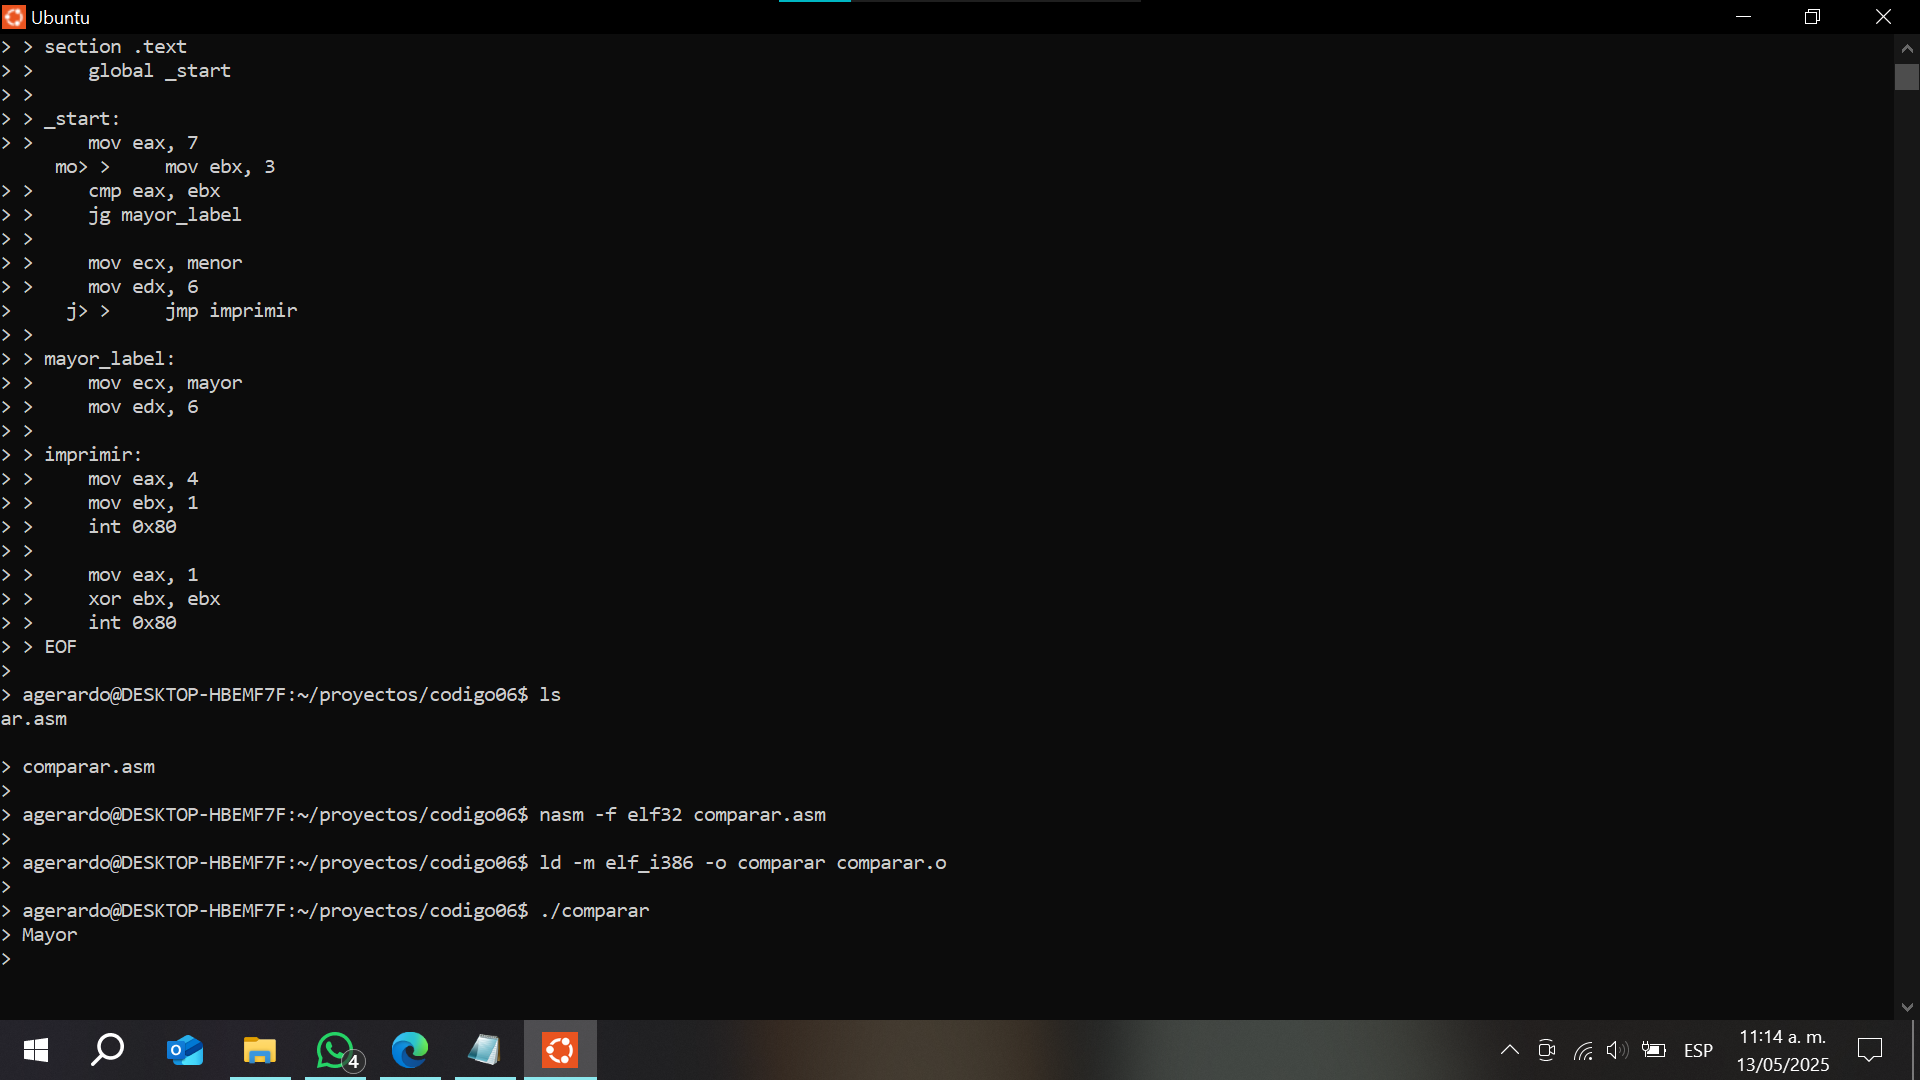 Ubuntu
> > section .text
> >     global _start
> >
> > _start:
> >     mov eax, 7
     mo> >     mov ebx, 3
> >     cmp eax, ebx
> >     jg mayor_label
> >
> >     mov ecx, menor
> >     mov edx, 6
>     j> >     jmp imprimir
> >
> > mayor_label:
> >     mov ecx, mayor
> >     mov edx, 6
> >
> > imprimir:
> >     mov eax, 4
> >     mov ebx, 1
> >     int 0x80
> >
> >     mov eax, 1
> >     xor ebx, ebx
> >     int 0x80
> > EOF
>
> agerardo@DESKTOP-HBEMF7F:~/proyectos/codigo06$ ls
ar.asm

> comparar.asm
>
> agerardo@DESKTOP-HBEMF7F:~/proyectos/codigo06$ nasm -f elf32 comparar.asm
>
> agerardo@DESKTOP-HBEMF7F:~/proyectos/codigo06$ ld -m elf_i386 -o comparar comparar.o
>
> agerardo@DESKTOP-HBEMF7F:~/proyectos/codigo06$ ./comparar
> Mayor
>
4
ESP
11:14 a. m.
13/05/2025